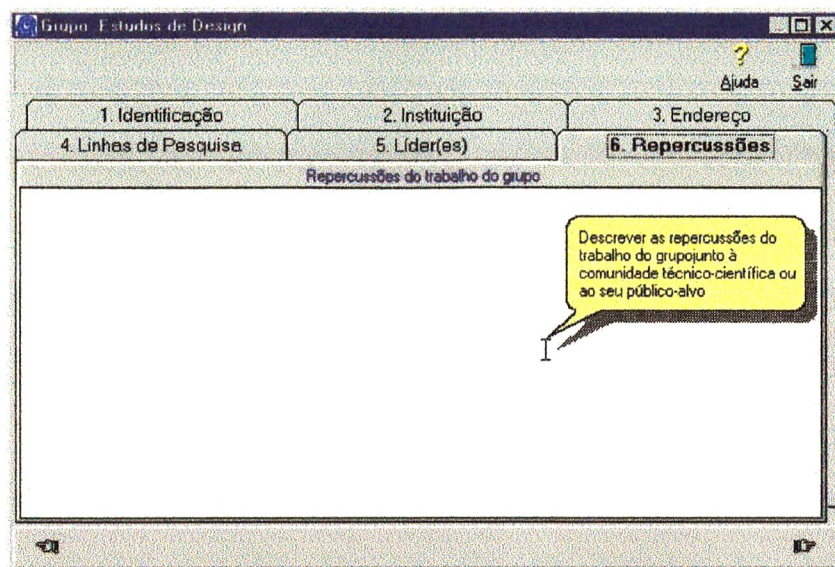 Grupo Estudos de Design
Ajuda Sair
1. Identificação 2. Instituição 3. Endereço
4. Linhas de Pesquisa 5. Líder(es) 6. Repercussões
Repercussões do trabalho do grupo
Descrever as repercussões do
trabalho do grupojunto à
comunidade técnico-científica ou
ao seu público-alvo